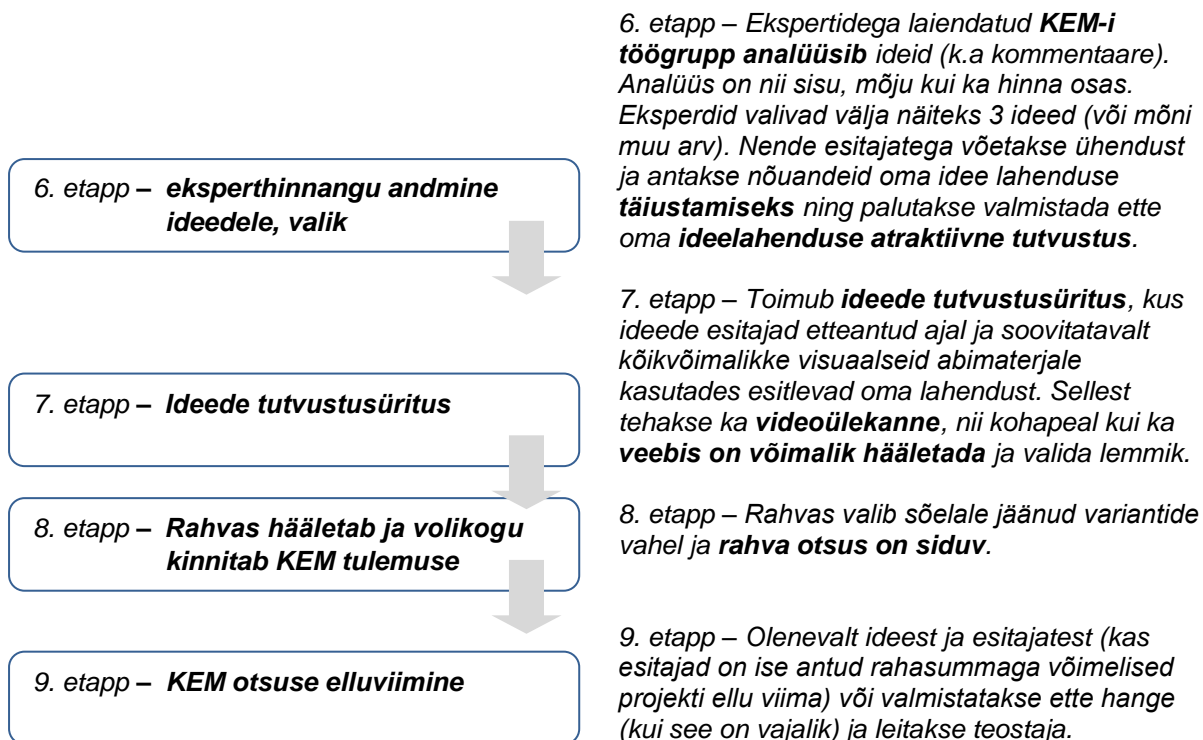 6. etapp – Ekspertidega laiendatud KEM-i
töögrupp analüüsib ideid (k.a kommentaare).
Analüüs on nii sisu, mõju kui ka hinna osas.
Eksperdid valivad välja näiteks 3 ideed (või mõni
muu arv). Nende esitajatega võetakse ühendust
ja antakse nõuandeid oma idee lahenduse
täiustamiseks ning palutakse valmistada ette
oma ideelahenduse atraktiivne tutvustus.
6. etapp – eksperthinnangu andmine
ideedele, valik
7. etapp – Toimub ideede tutvustusüritus, kus
ideede esitajad etteantud ajal ja soovitatavalt
kõikvõimalikke visuaalseid abimaterjale
kasutades esitlevad oma lahendust. Sellest
tehakse ka videoülekanne, nii kohapeal kui ka
veebis on võimalik hääletada ja valida lemmik.
7. etapp – Ideede tutvustusüritus
8. etapp – Rahvas hääletab ja volikogu
kinnitab KEM tulemuse
8. etapp – Rahvas valib sõelale jäänud variantide
vahel ja rahva otsus on siduv.
9. etapp – KEM otsuse elluviimine
9. etapp – Olenevalt ideest ja esitajatest (kas
esitajad on ise antud rahasummaga võimelised
projekti ellu viima) või valmistatakse ette hange
(kui see on vajalik) ja leitakse teostaja.